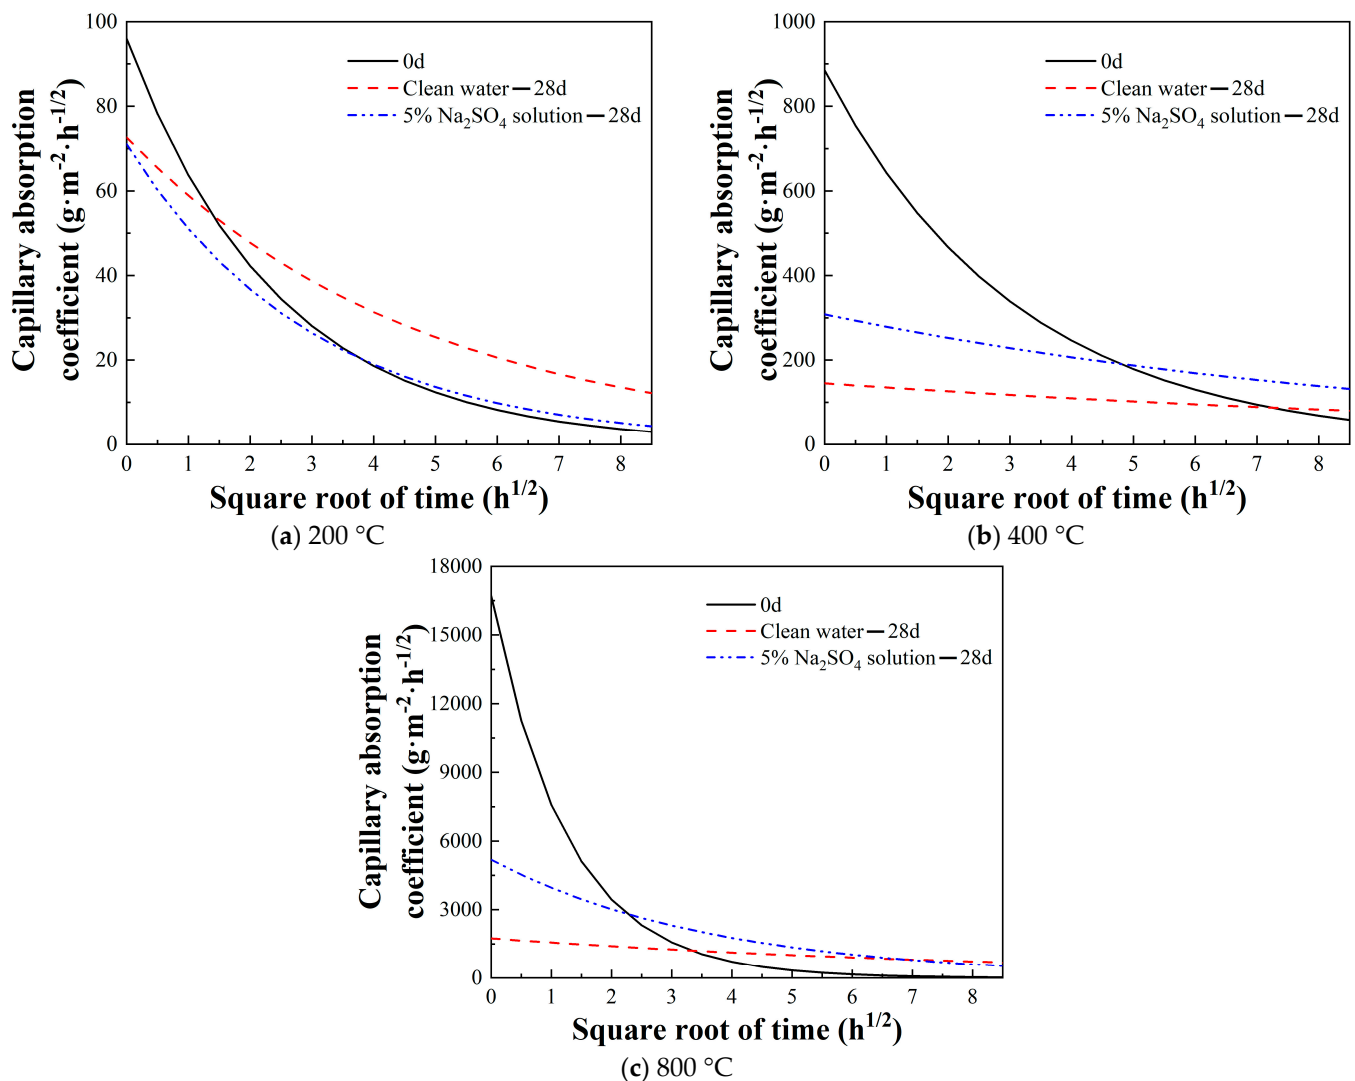 100
80
60
40
20
0
Capillary absorption
coefficient (g·m⁻²·h⁻¹/²)
0d
Clean water — 28d
5% Na₂SO₄ solution — 28d
0 1 2 3 4 5 6 7 8
Square root of time (h¹/²)
(a) 200 °C
1000
800
600
400
200
0
Capillary absorption
coefficient (g·m⁻²·h⁻¹/²)
0d
Clean water — 28d
5% Na₂SO₄ solution — 28d
0 1 2 3 4 5 6 7 8
Square root of time (h¹/²)
(b) 400 °C
18000
15000
12000
9000
6000
3000
0
Capillary absorption
coefficient (g·m⁻²·h⁻¹/²)
0d
Clean water — 28d
5% Na₂SO₄ solution — 28d
0 1 2 3 4 5 6 7 8
Square root of time (h¹/²)
(c) 800 °C